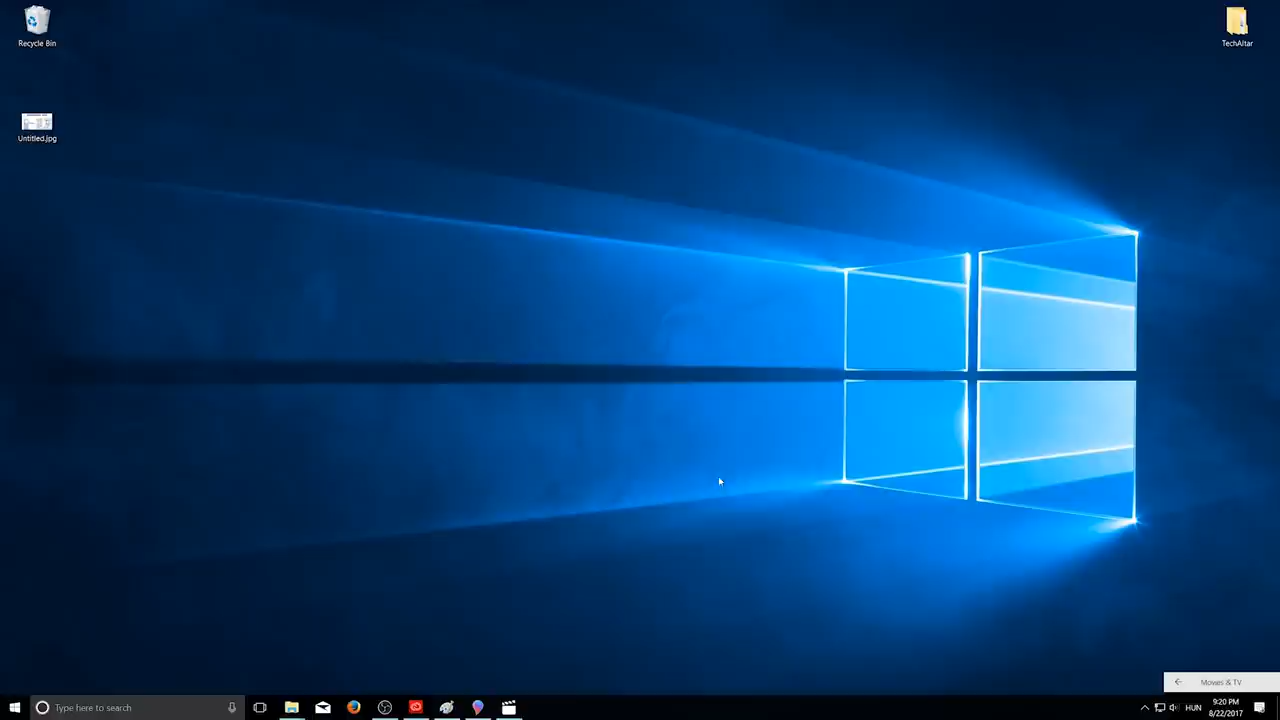 Recycle Bin
TechAltar
Untitled.jpg
Movies & TV
Type here to search
HUN
9:20 PM
8/22/2017